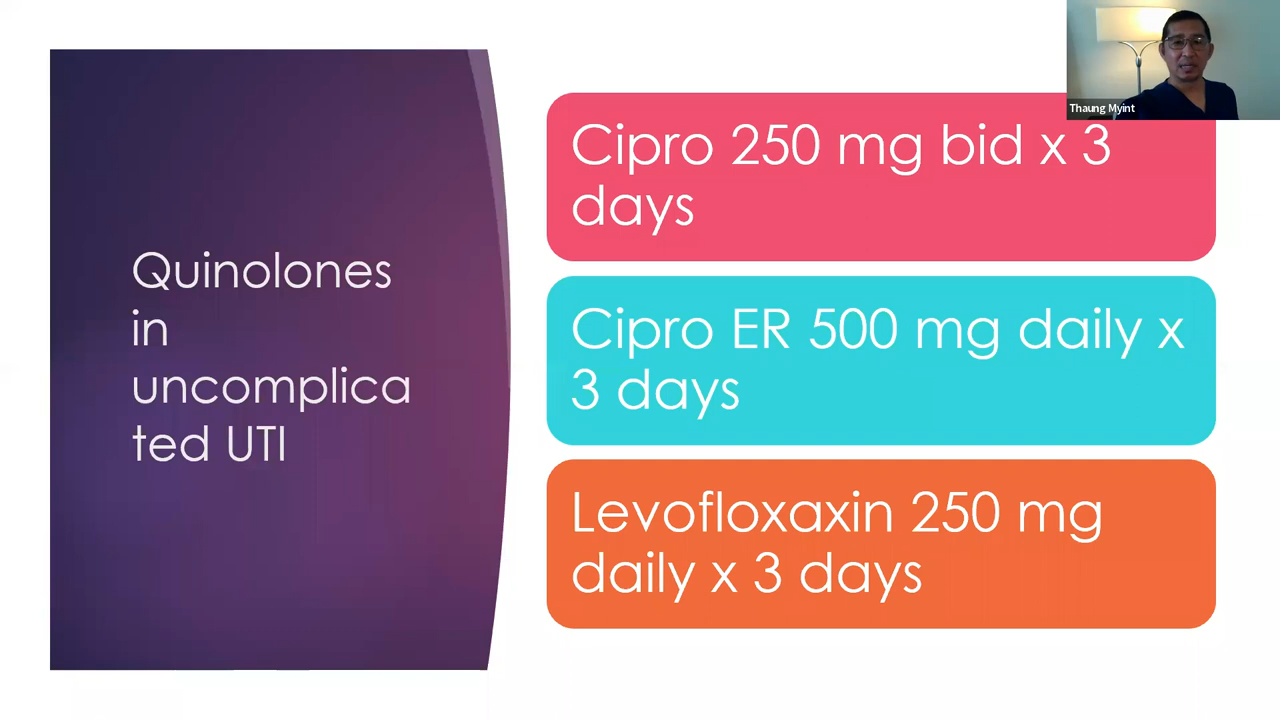 Quinolones
in
uncomplica
ted UTI
Cipro 250 mg bid x 3
days
Cipro ER 500 mg daily x
3 days
Levofloxaxin 250 mg
daily x 3 days
Thaung Myint